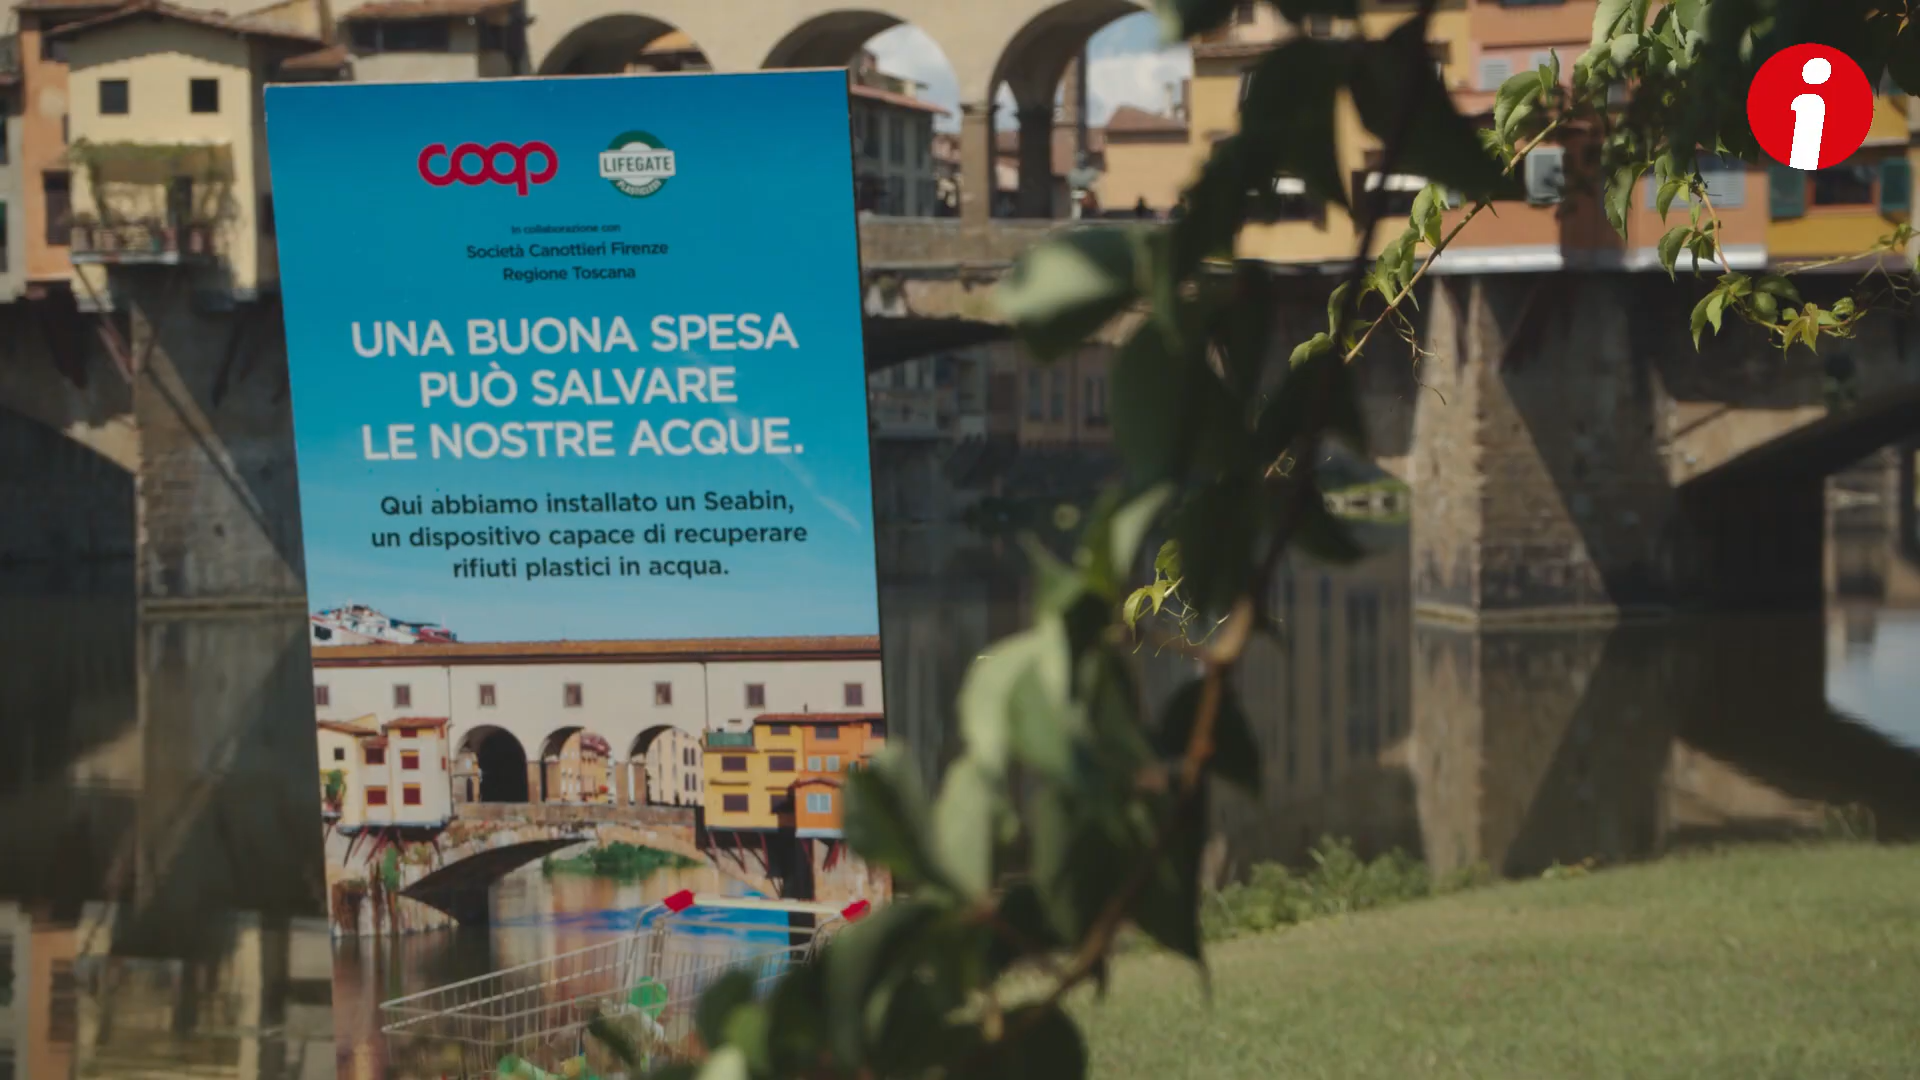 coop
LIFEGATE
PLASTICLESS
In collaborazione con
Società Canottieri Firenze
Regione Toscana
UNA BUONA SPESA
PUÒ SALVARE
LE NOSTRE ACQUE.
Qui abbiamo installato un Seabin,
un dispositivo capace di recuperare
rifiuti plastici in acqua.
i